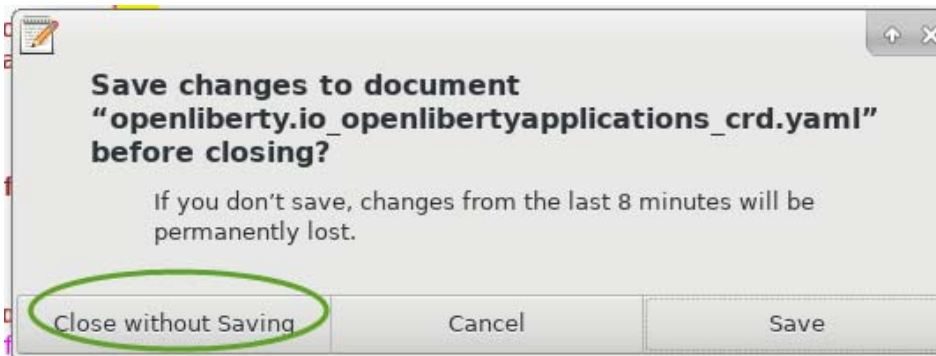 Save changes to document
“openliberty.io_openlibertyapplications_crd.yaml”
before closing?
If you don’t save, changes from the last 8 minutes will be
permanently lost.
Close without Saving
Cancel
Save